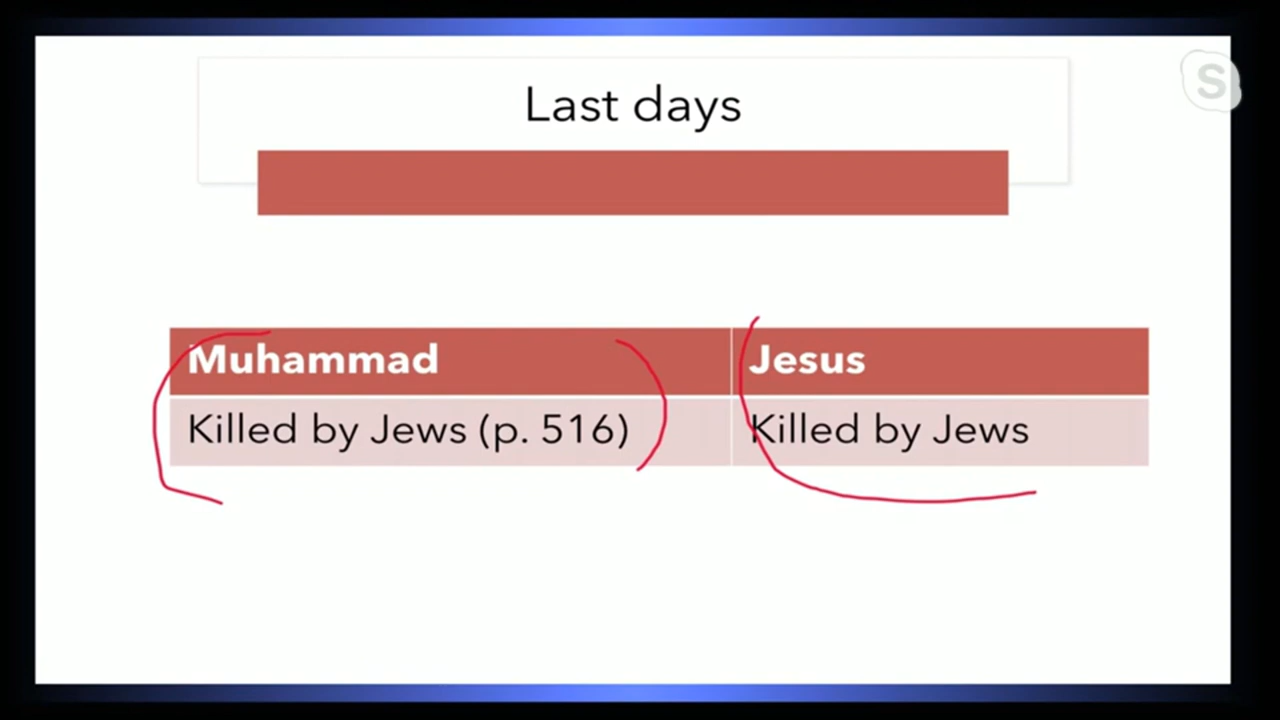 Last days
S
Muhammad
Jesus
Killed by Jews (p. 516)
Killed by Jews